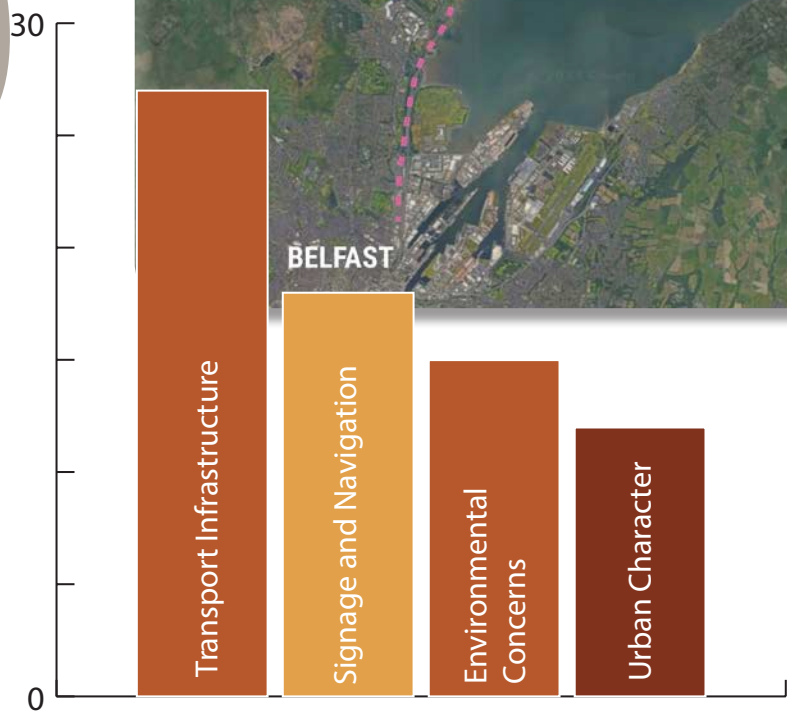 30
BELFAST
Transport Infrastructure
Signage and Navigation
Environmental
Concerns
Urban Character
0